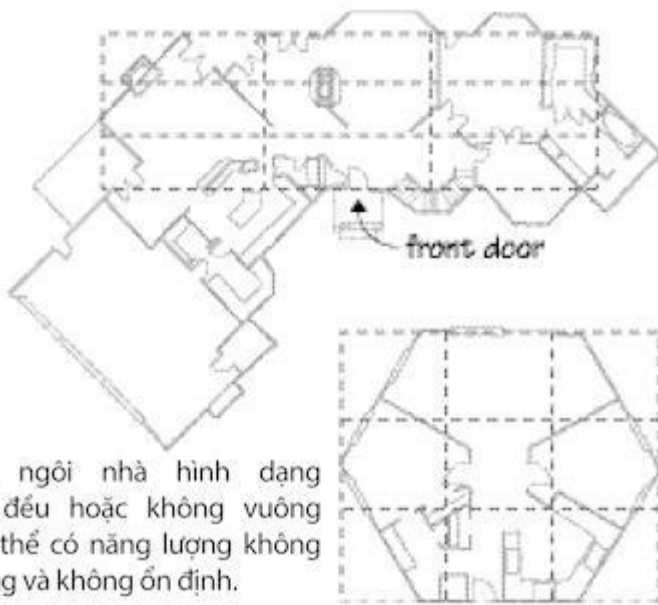 front door
ngôi nhà hình dạng
đều hoặc không vuông
thể có năng lượng không
g và không ổn định.